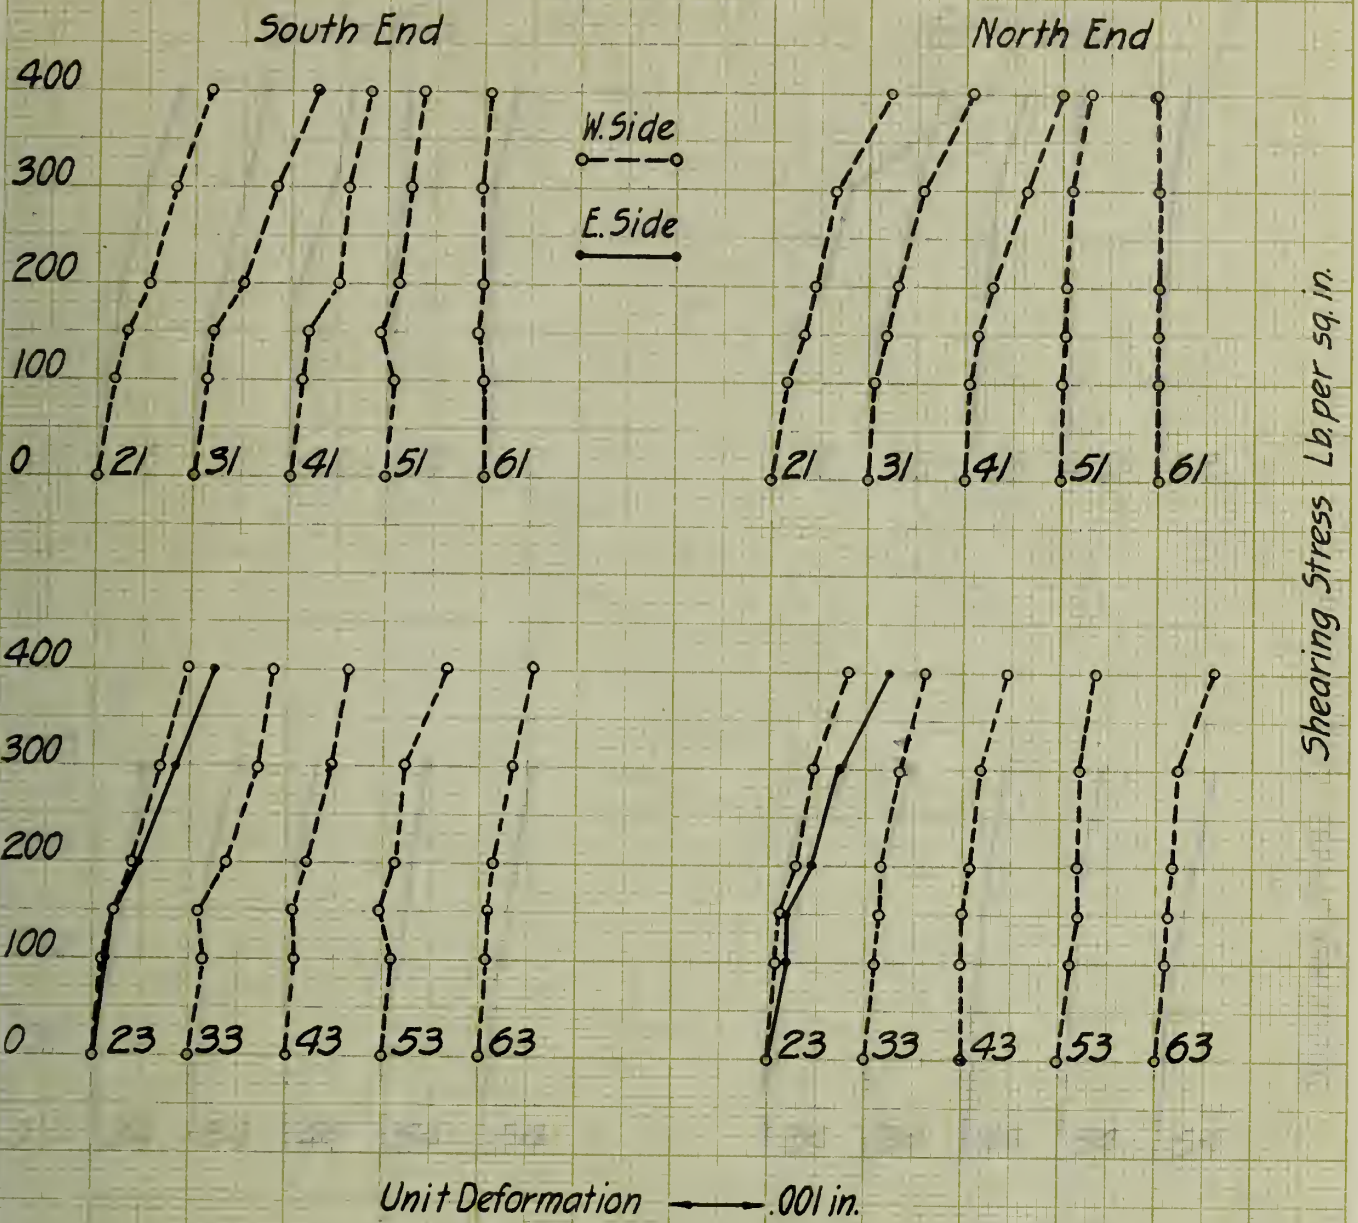 South End
North End
400
300
200
100
0
W. Side
E. Side
21 31 41 51 61
21 31 41 51 61
Shearing Stress Lb. per sq. in.
400
300
200
100
0
23 33 43 53 63
23 33 43 53 63
Unit Deformation .001 in.